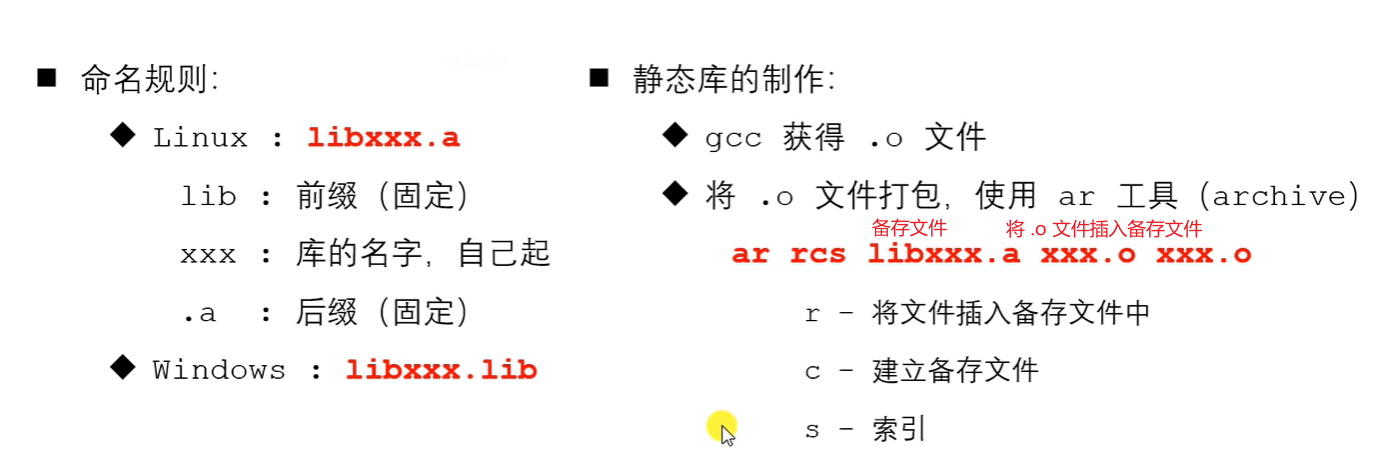 ■ 命名规则:
◆ Linux : libxxx.a
lib : 前缀（固定）
xxx : 库的名字，自己起
.a : 后缀（固定）
◆ Windows : libxxx.lib
■ 静态库的制作:
◆ gcc 获得 .o 文件
◆ 将 .o 文件打包，使用 ar 工具（archive）
备存文件 将 .o 文件插入备存文件
ar rcs libxxx.a xxx.o xxx.o
r – 将文件插入备存文件中
c – 建立备存文件
s – 索引